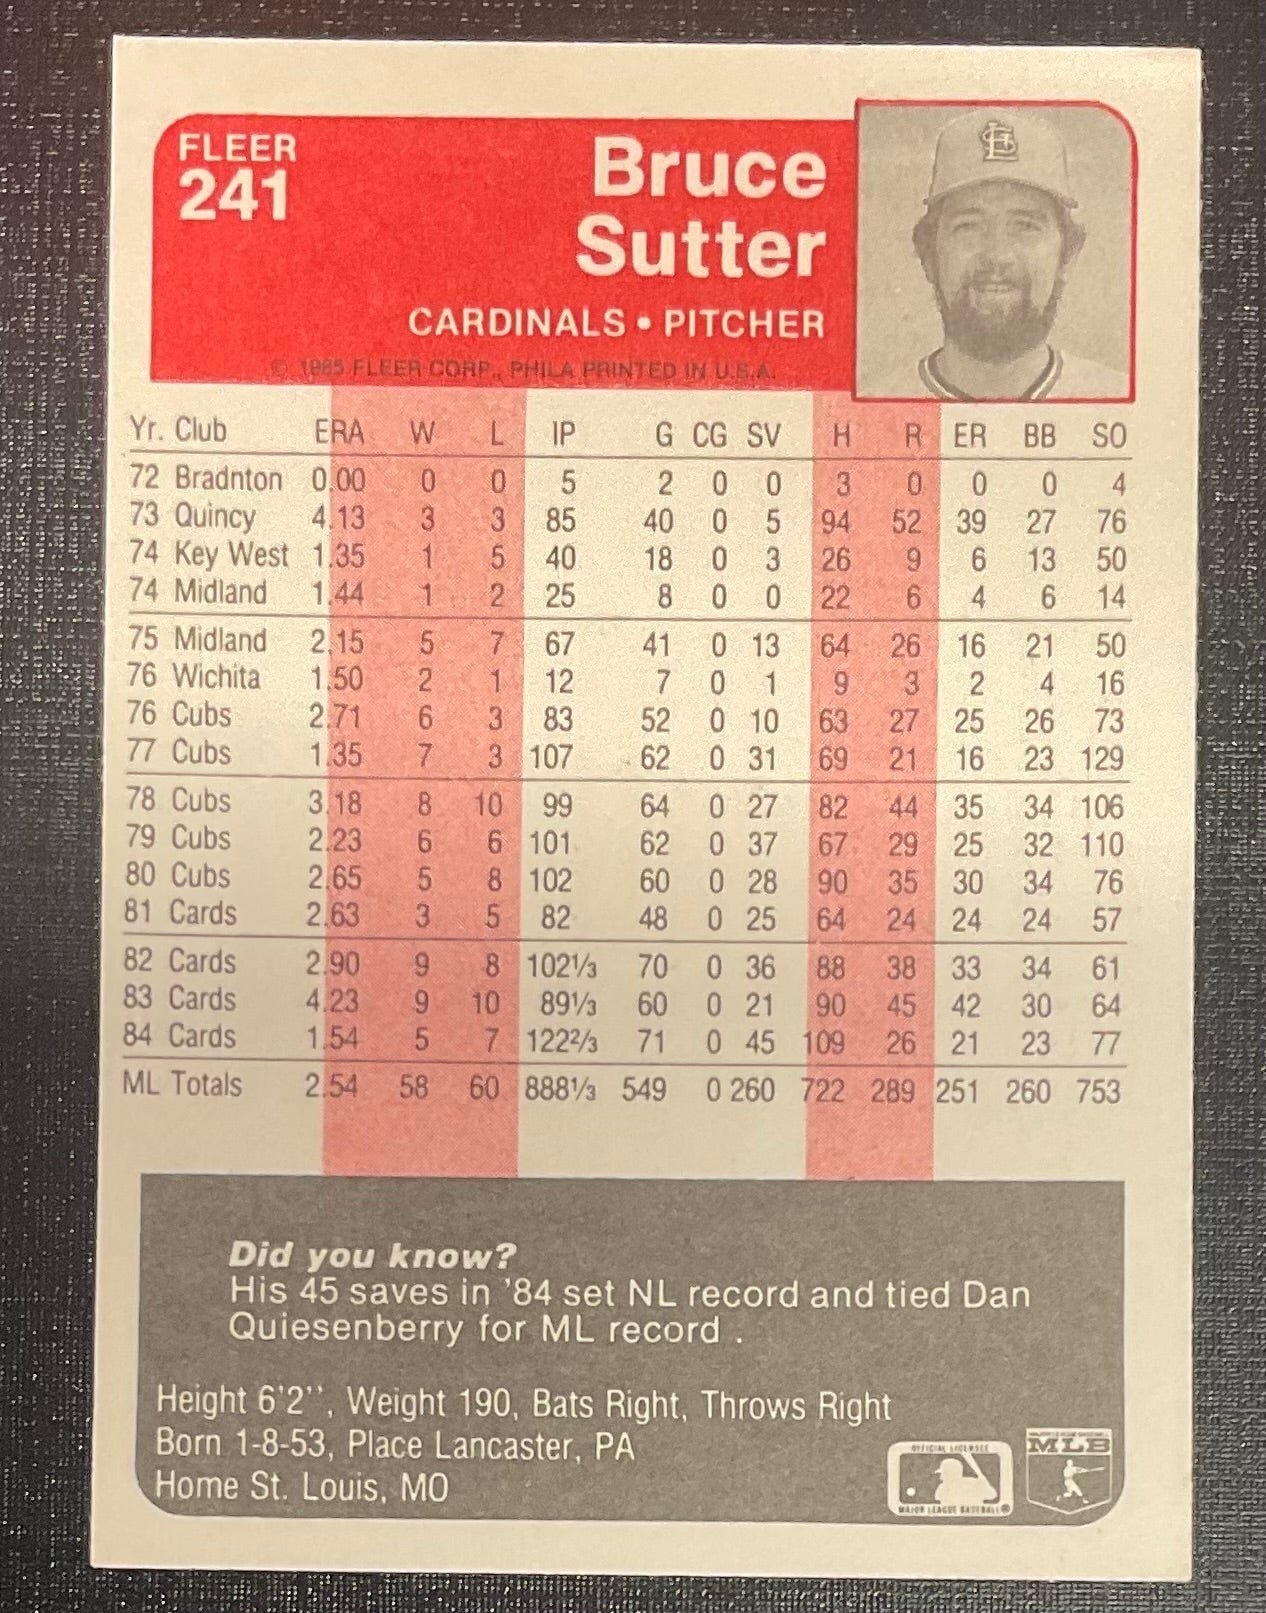 FLEER
241
Bruce
Sutter
CARDINALS • PITCHER
© 1985 FLEER CORP., PHILA PRINTED IN U.S.A.
Yr. Club ERA W L IP G CG SV H R ER BB SO
72 Bradnton 0.00 0 0 5 2 0 0 3 0 0 0 4
73 Quincy 4.13 3 3 85 40 0 5 94 52 39 27 76
74 Key West 1.35 1 5 40 18 0 3 26 9 6 13 50
74 Midland 1.44 1 2 25 8 0 0 22 6 4 6 14
75 Midland 2.15 5 7 67 41 0 13 64 26 16 21 50
76 Wichita 1.50 2 1 12 7 0 1 9 3 2 4 16
76 Cubs 2.71 6 3 83 52 0 10 63 27 25 26 73
77 Cubs 1.35 7 3 107 62 0 31 69 21 16 23 129
78 Cubs 3.18 8 10 99 64 0 27 82 44 35 34 106
79 Cubs 2.23 6 6 101 62 0 37 67 29 25 32 110
80 Cubs 2.65 5 8 102 60 0 28 90 35 30 34 76
81 Cards 2.63 3 5 82 48 0 25 64 24 24 24 57
82 Cards 2.90 9 8 102⅓ 70 0 36 88 38 33 34 61
83 Cards 4.23 9 10 89⅓ 60 0 21 90 45 42 30 64
84 Cards 1.54 5 7 122⅔ 71 0 45 109 26 21 23 77
ML Totals 2.54 58 60 888⅓ 549 0 260 722 289 251 260 753
Did you know?
His 45 saves in '84 set NL record and tied Dan
Quiesenberry for ML record .
Height 6'2'', Weight 190, Bats Right, Throws Right
Born 1-8-53, Place Lancaster, PA
Home St. Louis, MO
OFFICIAL LICENSEE
MAJOR LEAGUE BASEBALL®
MAJOR LEAGUE BASEBALL
MLB